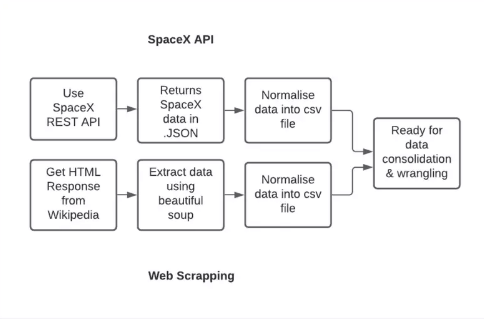 SpaceX API
Use
SpaceX
REST API
Returns
SpaceX
data in
.JSON
Normalise
data into csv
file
Get HTML
Response
from
Wikipedia
Extract data
using
beautiful
soup
Normalise
data into csv
file
Ready for
data
consolidation
& wrangling
Web Scrapping